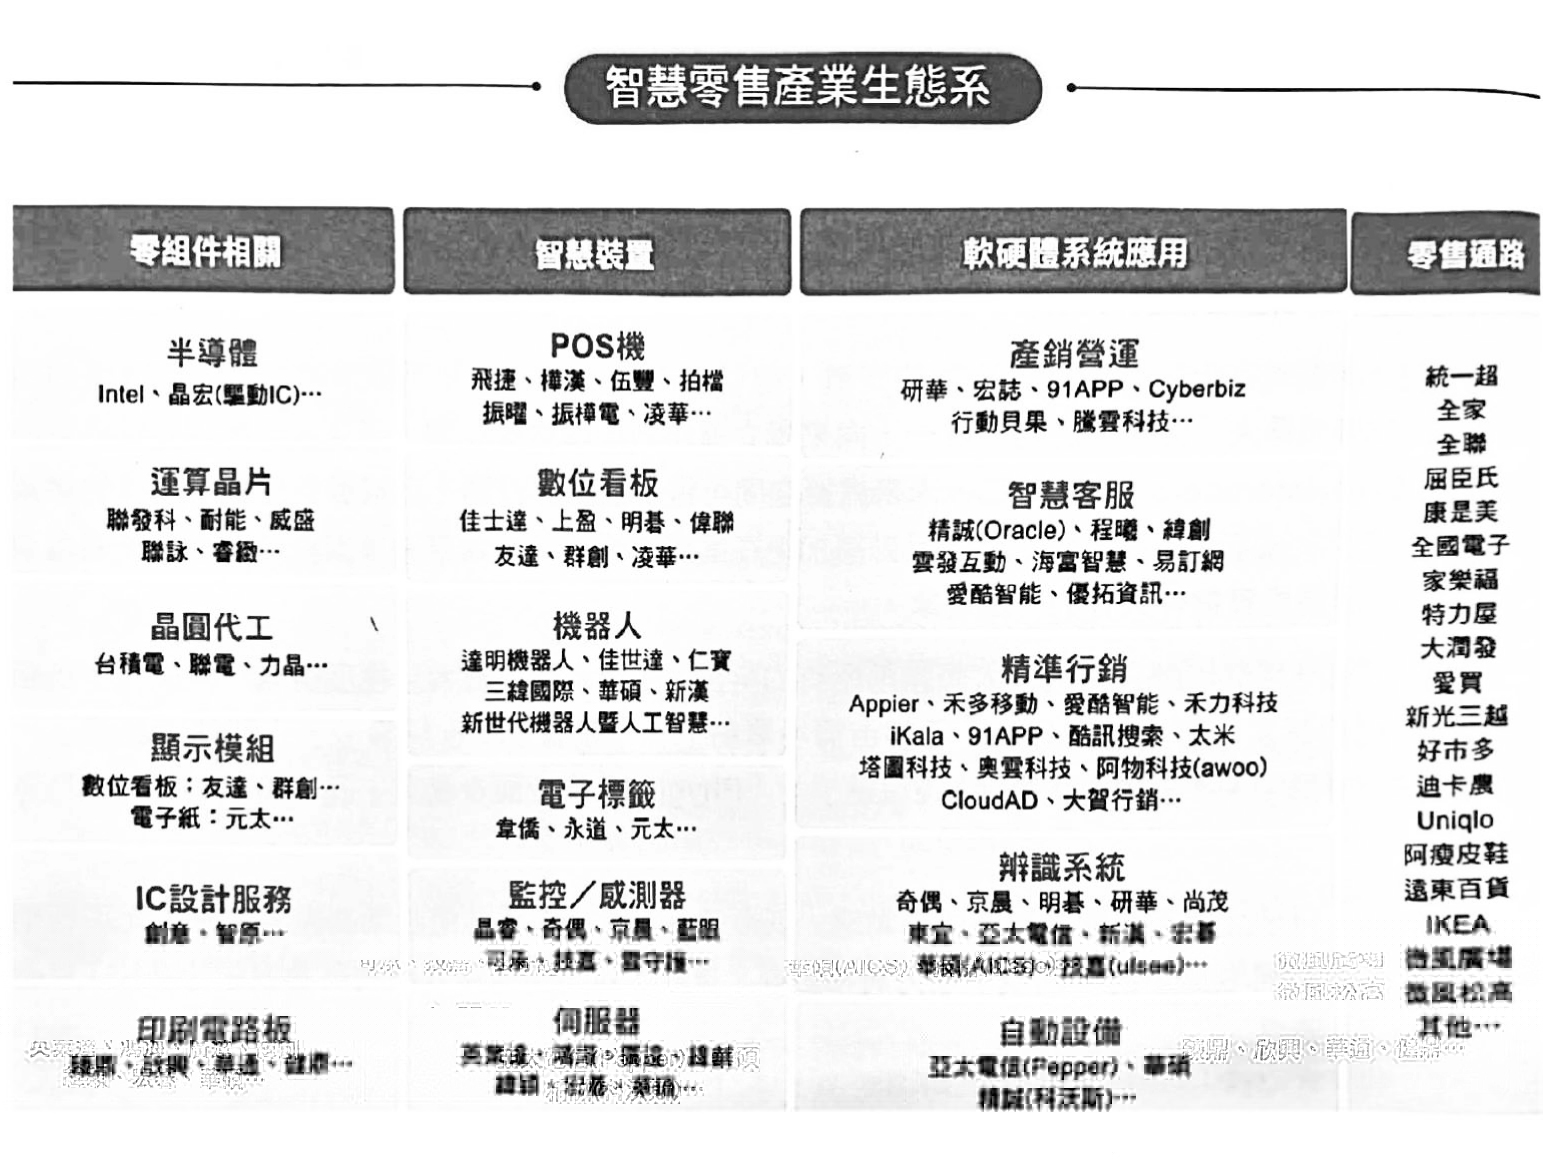 智慧零售產業生態系
零組件相關
半導體
Intel、晶宏(驅動IC)…
運算晶片
聯發科、耐能、威盛
聯詠、睿緻…
晶圓代工
台積電、聯電、力晶…
顯示模組
數位看板：友達、群創…
電子紙：元太…
IC設計服務
創意、智原…
印刷電路板
臻鼎、欣興、華通、健鼎…
智慧裝置
POS機
飛捷、樺漢、伍豐、拍檔
振曜、振樺電、凌華…
數位看板
佳士達、上盈、明碁、偉聯
友達、群創、凌華…
機器人
達明機器人、佳世達、仁寶
三緯國際、華碩、新漢
新世代機器人暨人工智慧…
電子標籤
韋僑、永道、元太…
監控／感測器
晶睿、奇偶、京晨、藍眼
、技嘉、雲守護…
伺服器
英業達、鴻海、廣達、
緯穎、宏碁、
軟硬體系統應用
產銷營運
研華、宏誌、91APP、Cyberbiz
行動貝果、騰雲科技…
智慧客服
精誠(Oracle)、程曦、緯創
雲發互動、海富智慧、易訂網
愛酷智能、優拓資訊…
精準行銷
Appier、禾多移動、愛酷智能、禾力科技
iKala、91APP、酷訊搜索、太米
塔圖科技、奧雲科技、阿物科技(awoo)
CloudAD、大賀行銷…
辨識系統
奇偶、京晨、明碁、研華、尚茂
東宜、亞太電信、新漢、宏碁
華碩(AICS)、技嘉(ulsee)…
自動設備
亞太電信(Pepper)、華碩
精誠(科沃斯)…
零售通路
統一超
全家
全聯
屈臣氏
康是美
全國電子
家樂福
特力屋
大潤發
愛買
新光三越
好市多
迪卡農
Uniqlo
阿瘦皮鞋
遠東百貨
IKEA
微風廣場
微風松高
其他…